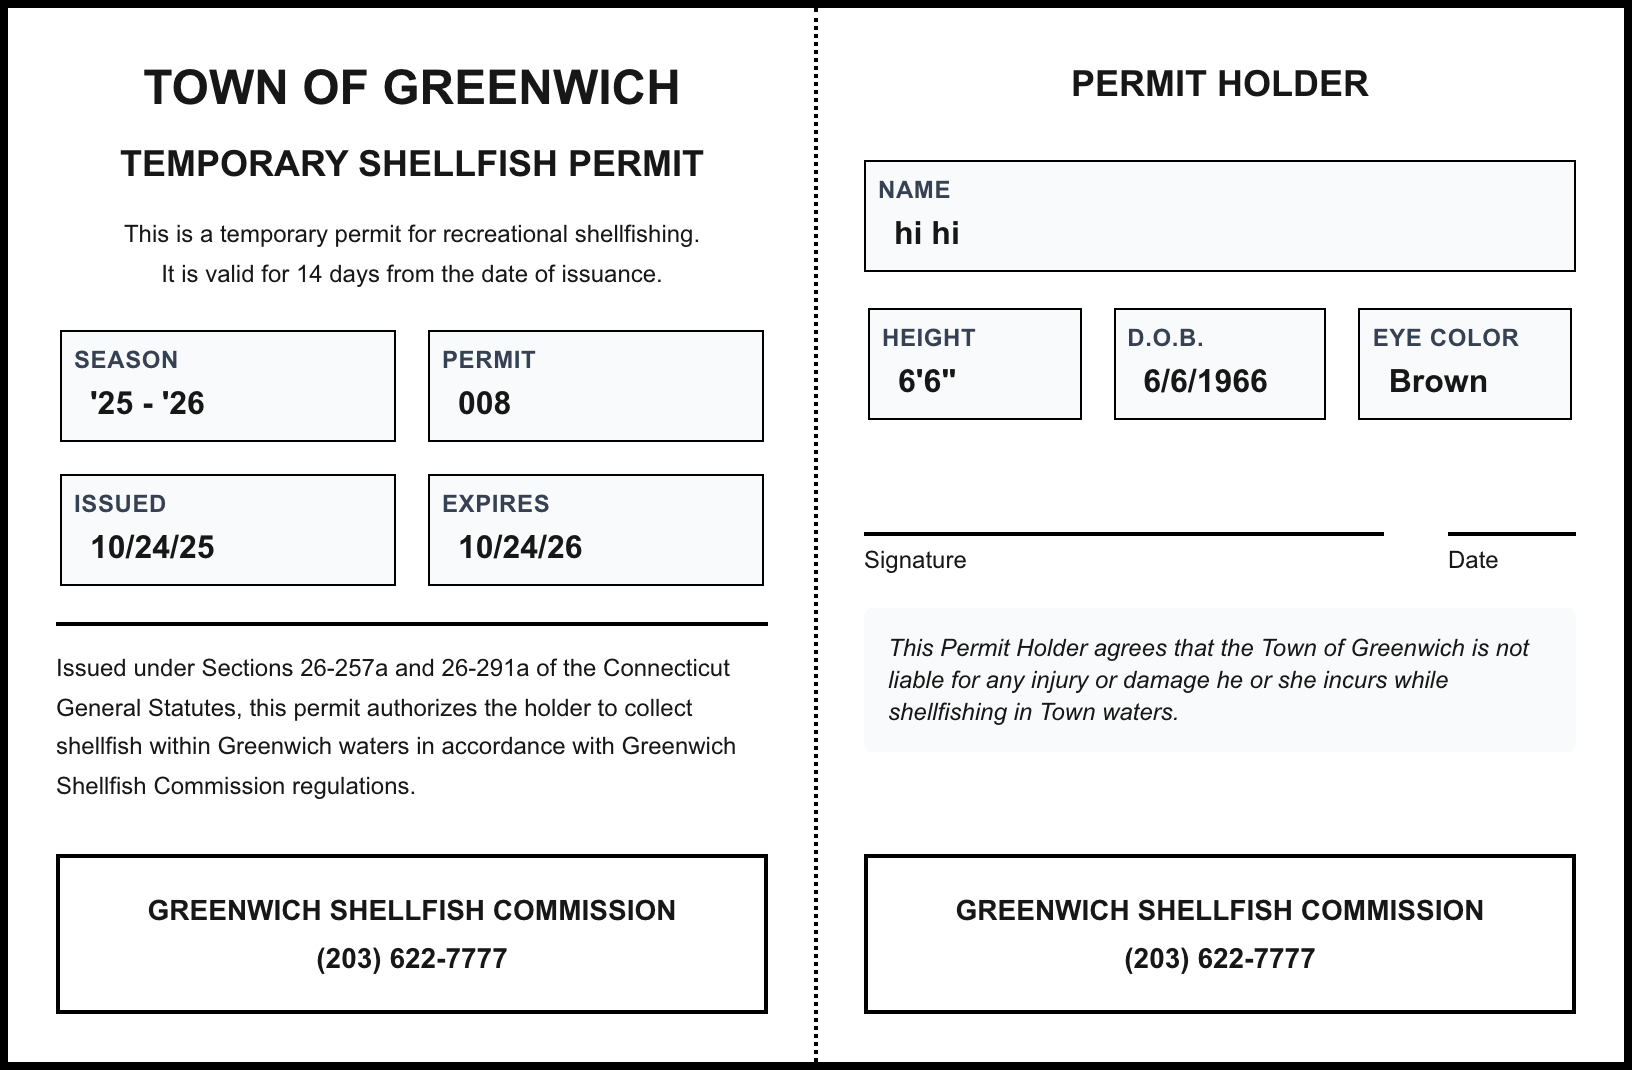 TOWN OF GREENWICH
TEMPORARY SHELLFISH PERMIT
This is a temporary permit for recreational shellfishing.
It is valid for 14 days from the date of issuance.
SEASON
'25 - '26
PERMIT
008
ISSUED
10/24/25
EXPIRES
10/24/26
Issued under Sections 26-257a and 26-291a of the Connecticut
General Statutes, this permit authorizes the holder to collect
shellfish within Greenwich waters in accordance with Greenwich
Shellfish Commission regulations.
GREENWICH SHELLFISH COMMISSION
(203) 622-7777
PERMIT HOLDER
NAME
hi hi
HEIGHT
6'6"
D.O.B.
6/6/1966
EYE COLOR
Brown
Signature
Date
This Permit Holder agrees that the Town of Greenwich is not
liable for any injury or damage he or she incurs while
shellfishing in Town waters.
GREENWICH SHELLFISH COMMISSION
(203) 622-7777